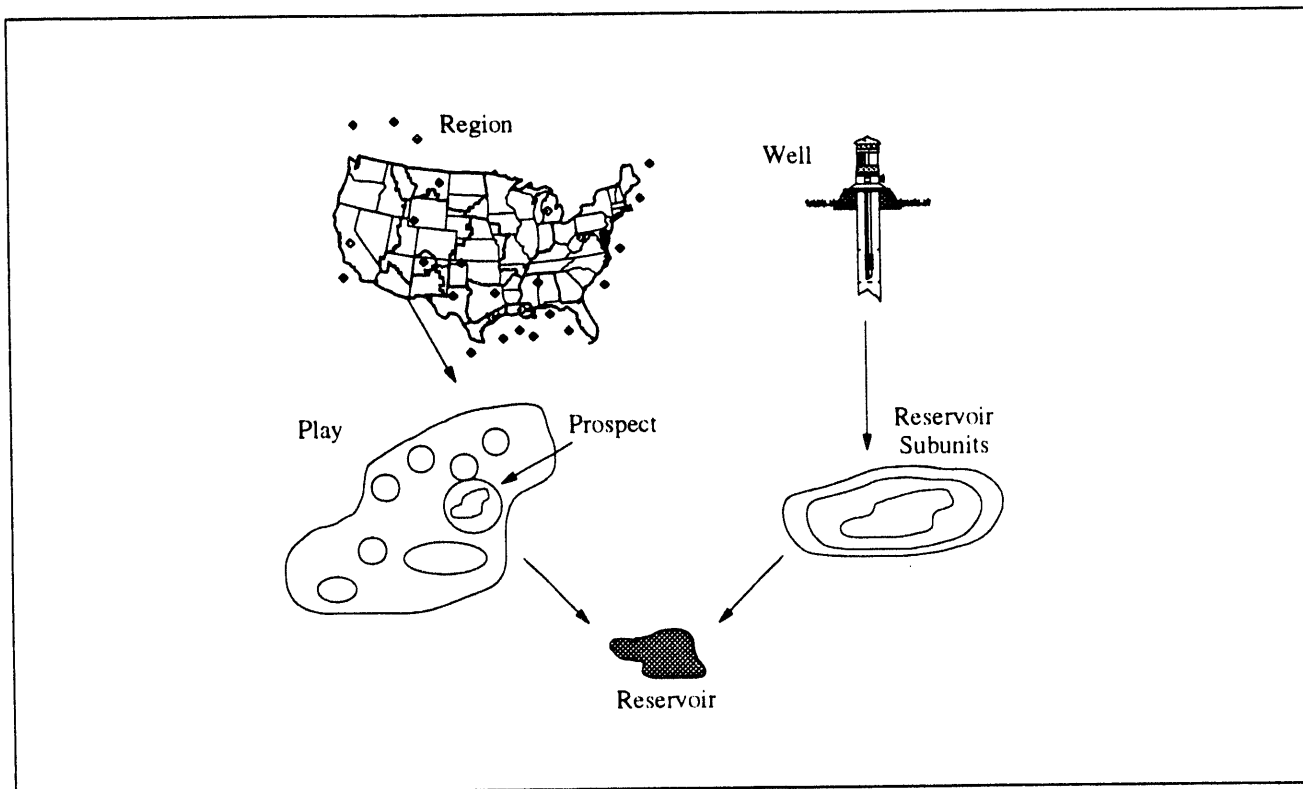 Region
Well
Play
Prospect
Reservoir
Subunits
Reservoir